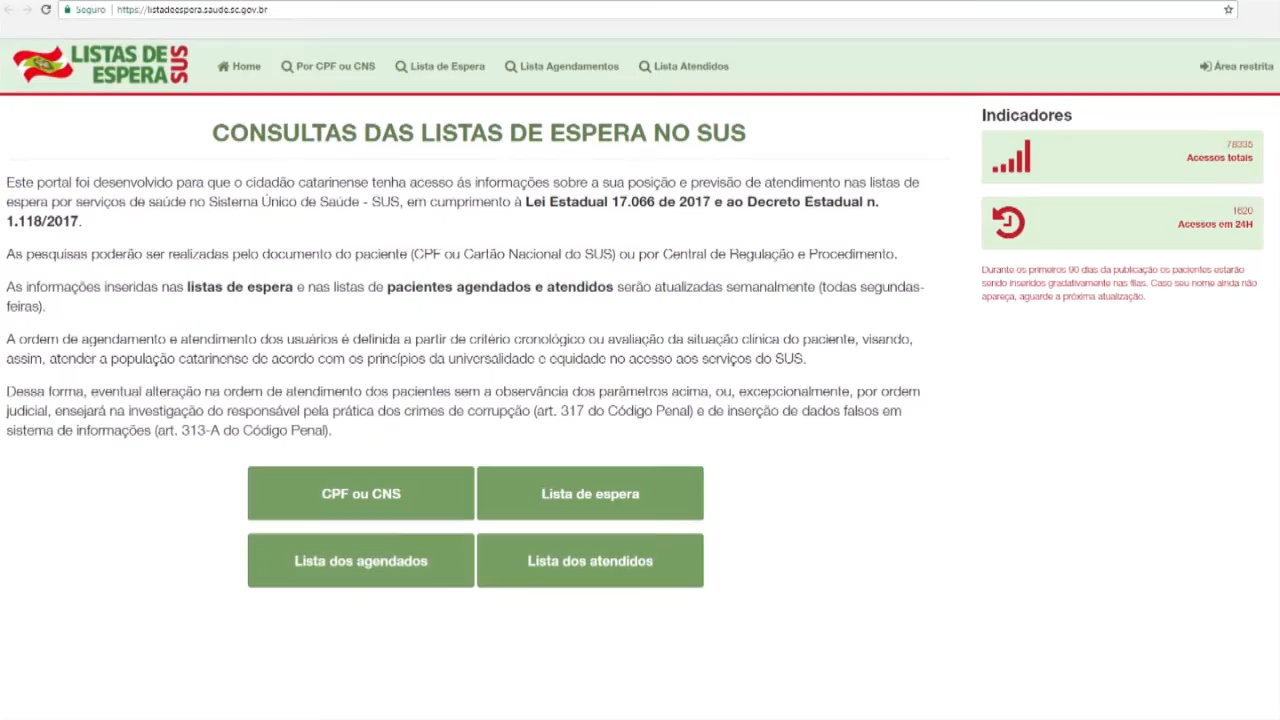 Seguro | https://listadeespera.saude.sc.gov.br
LISTAS DE
ESPERA
SUS
Home
Por CPF ou CNS
Lista de Espera
Lista Agendamentos
Lista Atendidos
Área restrita
CONSULTAS DAS LISTAS DE ESPERA NO SUS
Este portal foi desenvolvido para que o cidadão catarinense tenha acesso ás informações sobre a sua posição e previsão de atendimento nas listas de
espera por serviços de saúde no Sistema Único de Saúde - SUS, em cumprimento à Lei Estadual 17.066 de 2017 e ao Decreto Estadual n.
1.118/2017.
As pesquisas poderão ser realizadas pelo documento do paciente (CPF ou Cartão Nacional do SUS) ou por Central de Regulação e Procedimento.
As informações inseridas nas listas de espera e nas listas de pacientes agendados e atendidos serão atualizadas semanalmente (todas segundas-
feiras).
A ordem de agendamento e atendimento dos usuários é definida a partir de critério cronológico ou avaliação da situação clínica do paciente, visando,
assim, atender a população catarinense de acordo com os princípios da universalidade e equidade no acesso aos serviços do SUS.
Dessa forma, eventual alteração na ordem de atendimento dos pacientes sem a observância dos parâmetros acima, ou, excepcionalmente, por ordem
judicial, ensejará na investigação do responsável pela prática dos crimes de corrupção (art. 317 do Código Penal) e de inserção de dados falsos em
sistema de informações (art. 313-A do Código Penal).
CPF ou CNS
Lista de espera
Lista dos agendados
Lista dos atendidos
Indicadores
78335
Acessos totais
1620
Acessos em 24H
Durante os primeiros 90 dias da publicação os pacientes estarão
sendo inseridos gradativamente nas filas. Caso seu nome ainda não
apareça, aguarde a próxima atualização.